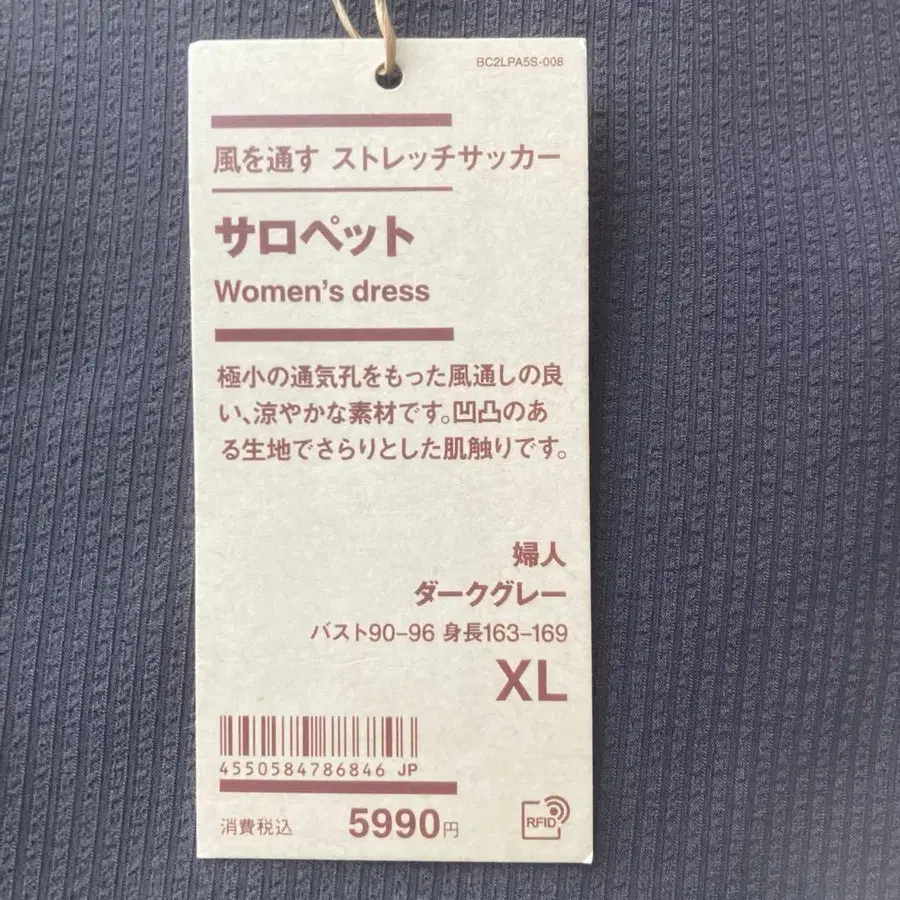 BC2LPA5S-008
風を通す ストレッチサッカー
サロペット
Women's dress
極小の通気孔をもった風通しの良
い、涼やかな素材です。凹凸のあ
る生地でさらりとした肌触りです。
婦人
ダークグレー
バスト90-96 身長163-169
XL
4550584786846 JP
消費税込 5990円
RFID